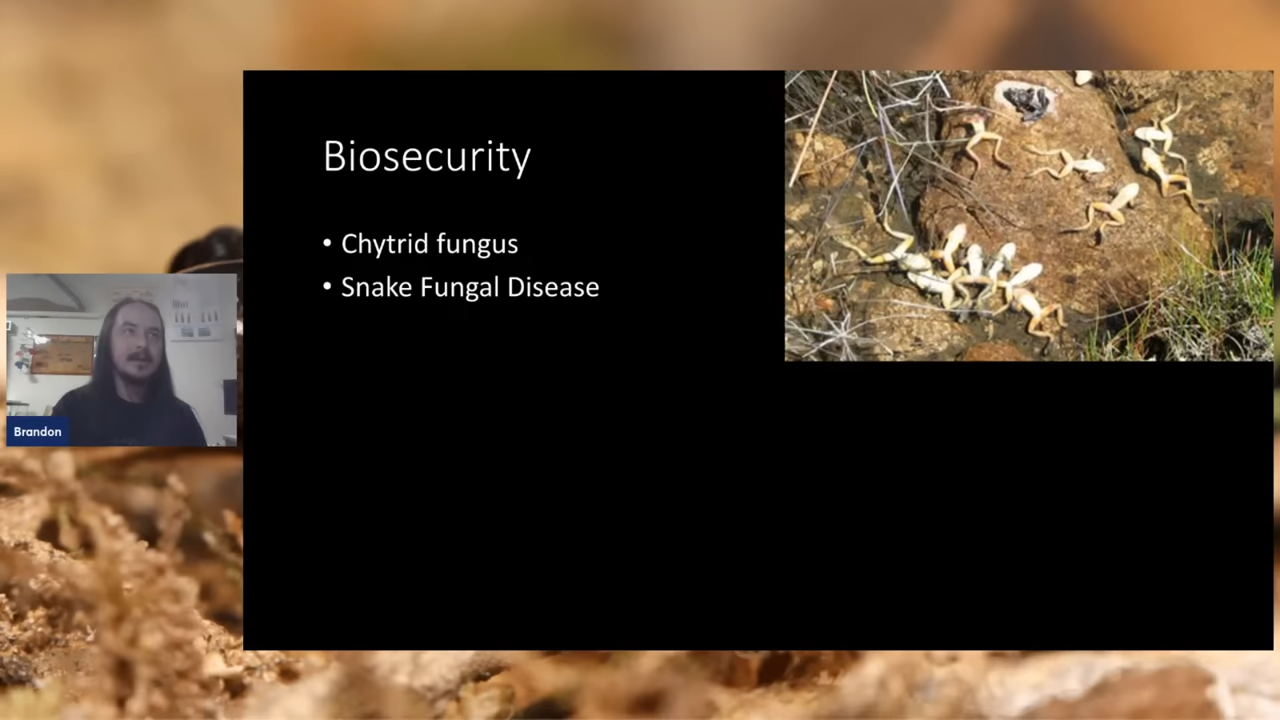 Biosecurity
• Chytrid fungus
• Snake Fungal Disease
Brandon